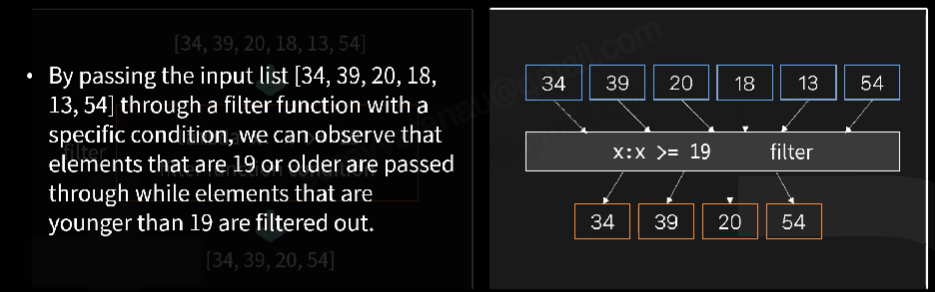 [34, 39, 20, 18, 13, 54]
• By passing the input list [34, 39, 20, 18,
13, 54] through a filter function with a
specific condition, we can observe that
elements that are 19 or older are passed
through while elements that are
younger than 19 are filtered out.
filter
[34, 39, 20, 54]
34 39 20 18 13 54
x:x >= 19 filter
34 39 20 54